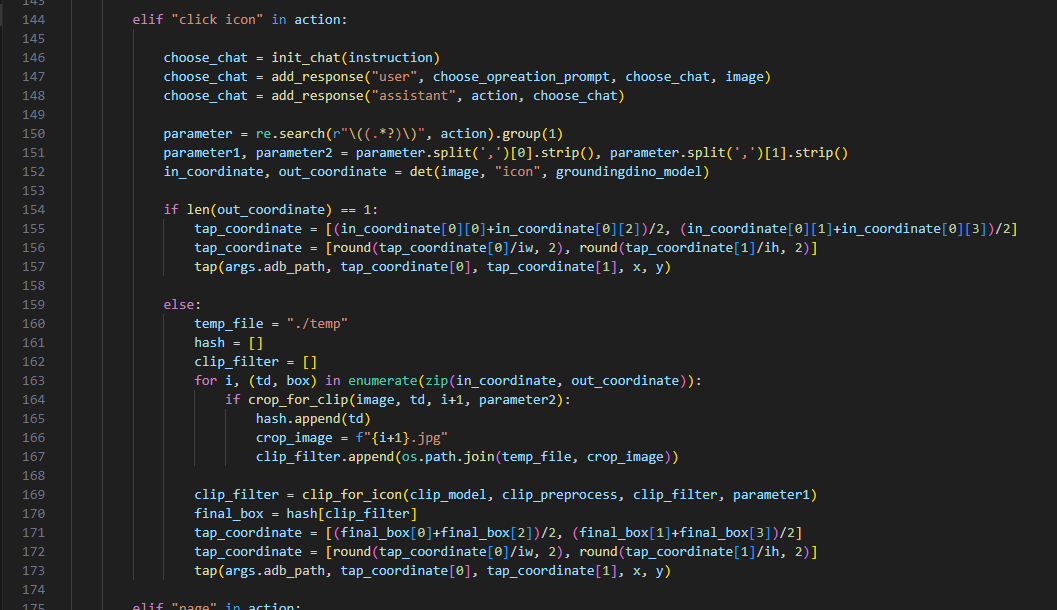 143
144 elif "click icon" in action:
145
146 choose_chat = init_chat(instruction)
147 choose_chat = add_response("user", choose_opreation_prompt, choose_chat, image)
148 choose_chat = add_response("assistant", action, choose_chat)
149
150 parameter = re.search(r"\((.*?)\)", action).group(1)
151 parameter1, parameter2 = parameter.split(',')[0].strip(), parameter.split(',')[1].strip()
152 in_coordinate, out_coordinate = det(image, "icon", groundingdino_model)
153
154 if len(out_coordinate) == 1:
155 tap_coordinate = [(in_coordinate[0][0]+in_coordinate[0][2])/2, (in_coordinate[0][1]+in_coordinate[0][3])/2]
156 tap_coordinate = [round(tap_coordinate[0]/iw, 2), round(tap_coordinate[1]/ih, 2)]
157 tap(args.adb_path, tap_coordinate[0], tap_coordinate[1], x, y)
158
159 else:
160 temp_file = "./temp"
161 hash = []
162 clip_filter = []
163 for i, (td, box) in enumerate(zip(in_coordinate, out_coordinate)):
164 if crop_for_clip(image, td, i+1, parameter2):
165 hash.append(td)
166 crop_image = f"{i+1}.jpg"
167 clip_filter.append(os.path.join(temp_file, crop_image))
168
169 clip_filter = clip_for_icon(clip_model, clip_preprocess, clip_filter, parameter1)
170 final_box = hash[clip_filter]
171 tap_coordinate = [(final_box[0]+final_box[2])/2, (final_box[1]+final_box[3])/2]
172 tap_coordinate = [round(tap_coordinate[0]/iw, 2), round(tap_coordinate[1]/ih, 2)]
173 tap(args.adb_path, tap_coordinate[0], tap_coordinate[1], x, y)
174
175 elif "page" in action: